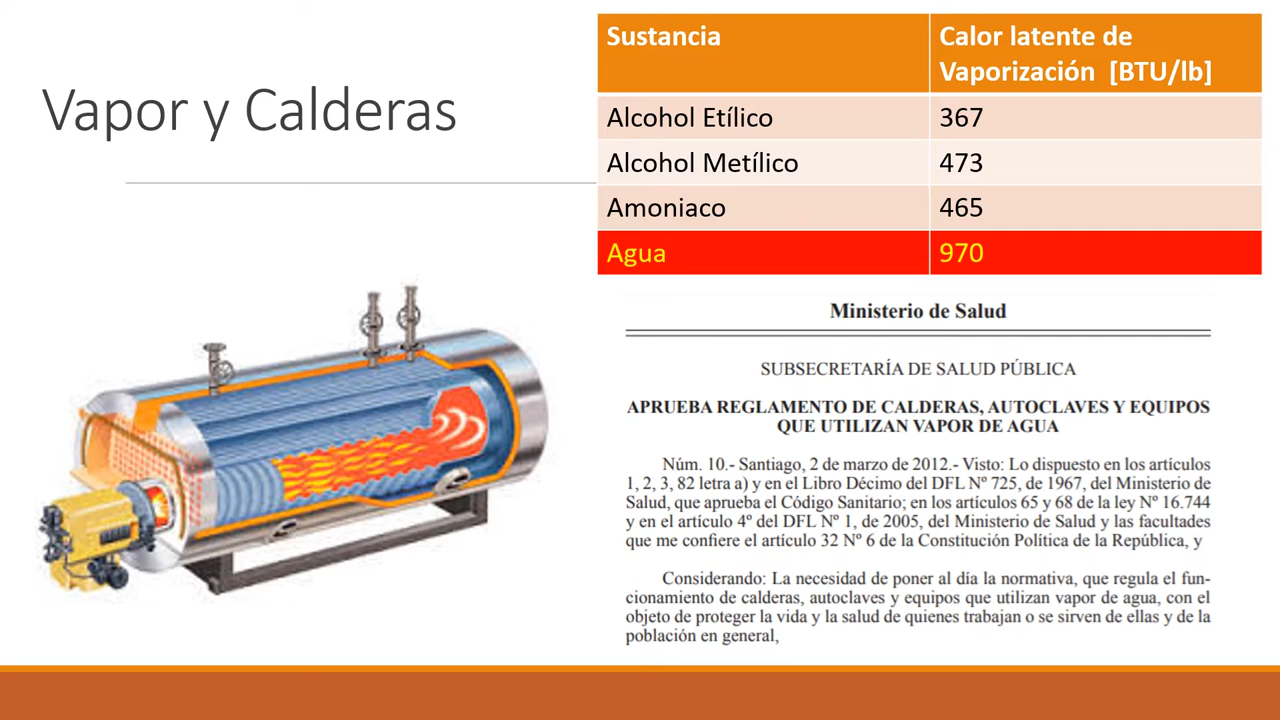 Vapor y Calderas
Sustancia
Calor latente de
Vaporización [BTU/lb]
Alcohol Etílico 367
Alcohol Metílico 473
Amoniaco 465
Agua 970
Ministerio de Salud
SUBSECRETARÍA DE SALUD PÚBLICA
APRUEBA REGLAMENTO DE CALDERAS, AUTOCLAVES Y EQUIPOS
QUE UTILIZAN VAPOR DE AGUA
Núm. 10.- Santiago, 2 de marzo de 2012.- Visto: Lo dispuesto en los artículos
1, 2, 3, 82 letra a) y en el Libro Décimo del DFL Nº 725, de 1967, del Ministerio de
Salud, que aprueba el Código Sanitario; en los artículos 65 y 68 de la ley Nº 16.744
y en el artículo 4º del DFL Nº 1, de 2005, del Ministerio de Salud y las facultades
que me confiere el artículo 32 Nº 6 de la Constitución Política de la República, y
Considerando: La necesidad de poner al día la normativa, que regula el fun-
cionamiento de calderas, autoclaves y equipos que utilizan vapor de agua, con el
objeto de proteger la vida y la salud de quienes trabajan o se sirven de ellas y de la
población en general,